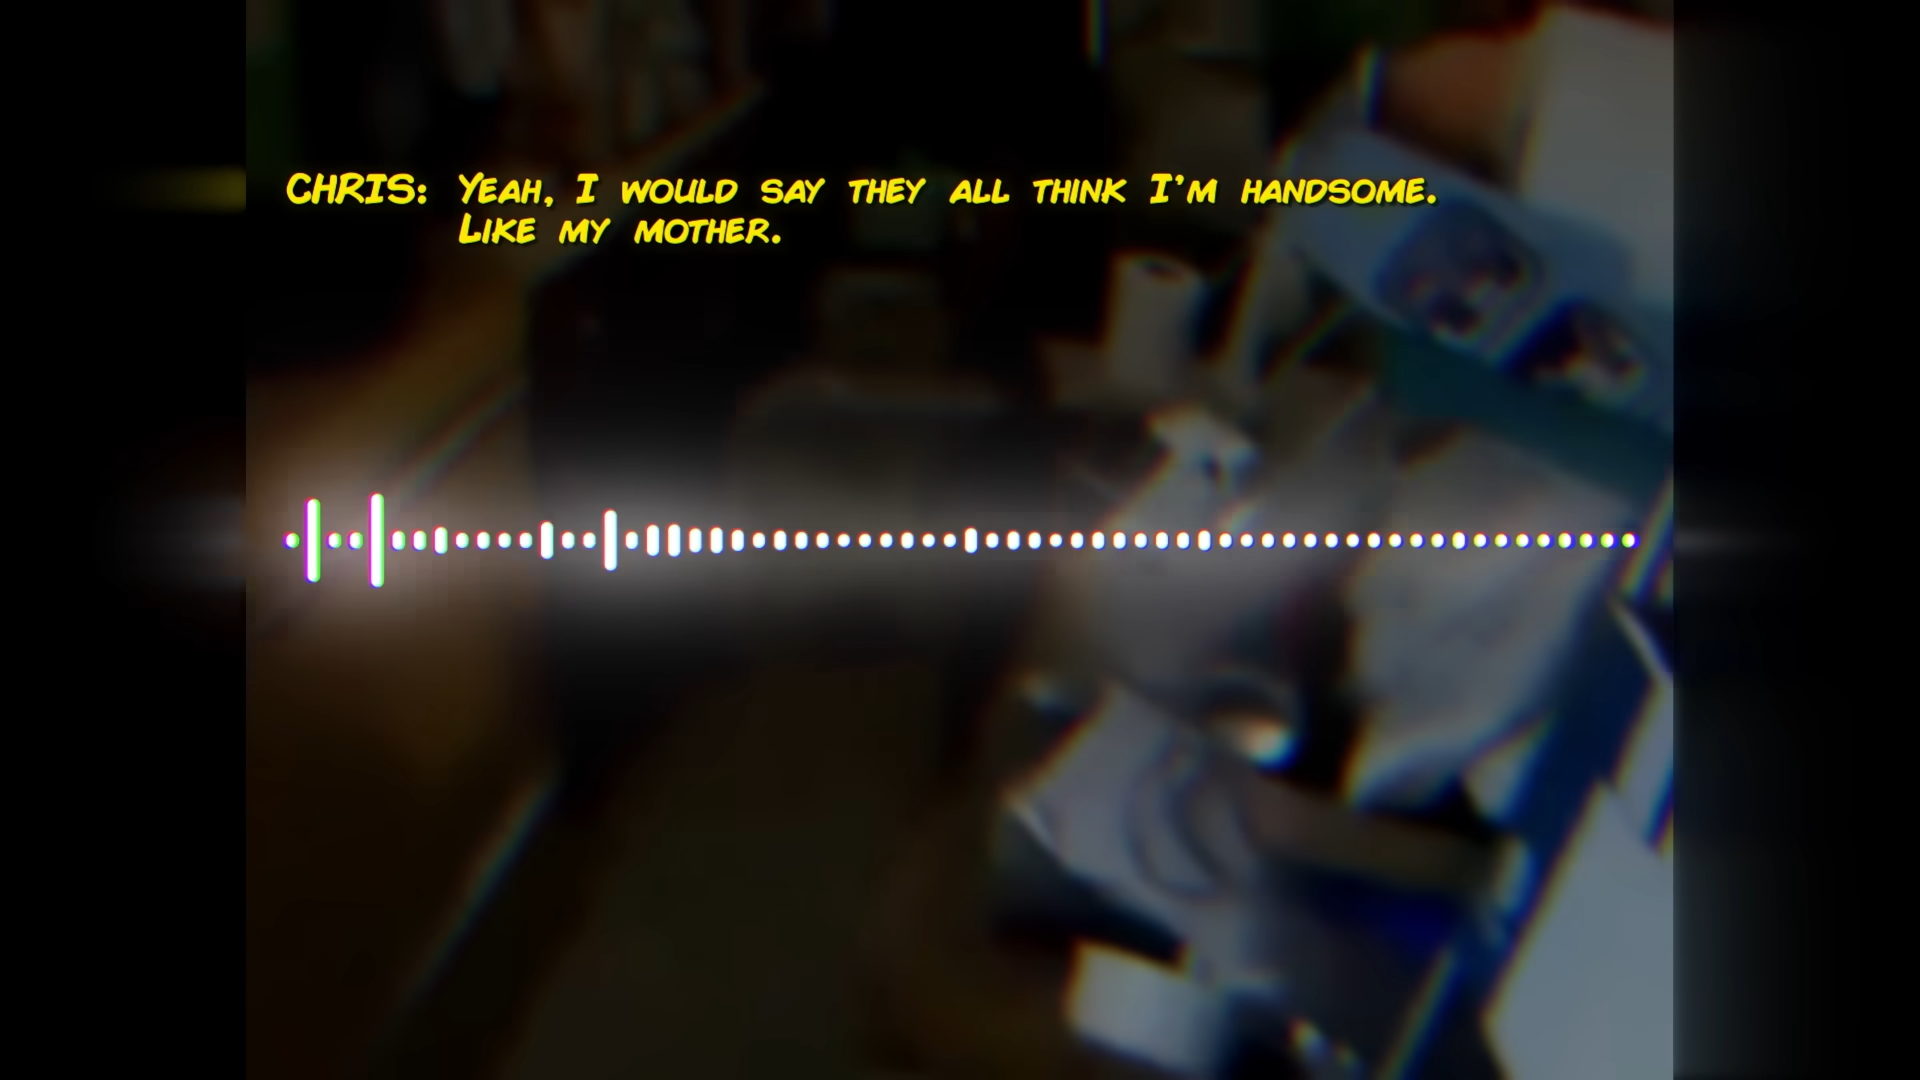 CHRIS: YEAH, I WOULD SAY THEY ALL THINK I'M HANDSOME.
LIKE MY MOTHER.